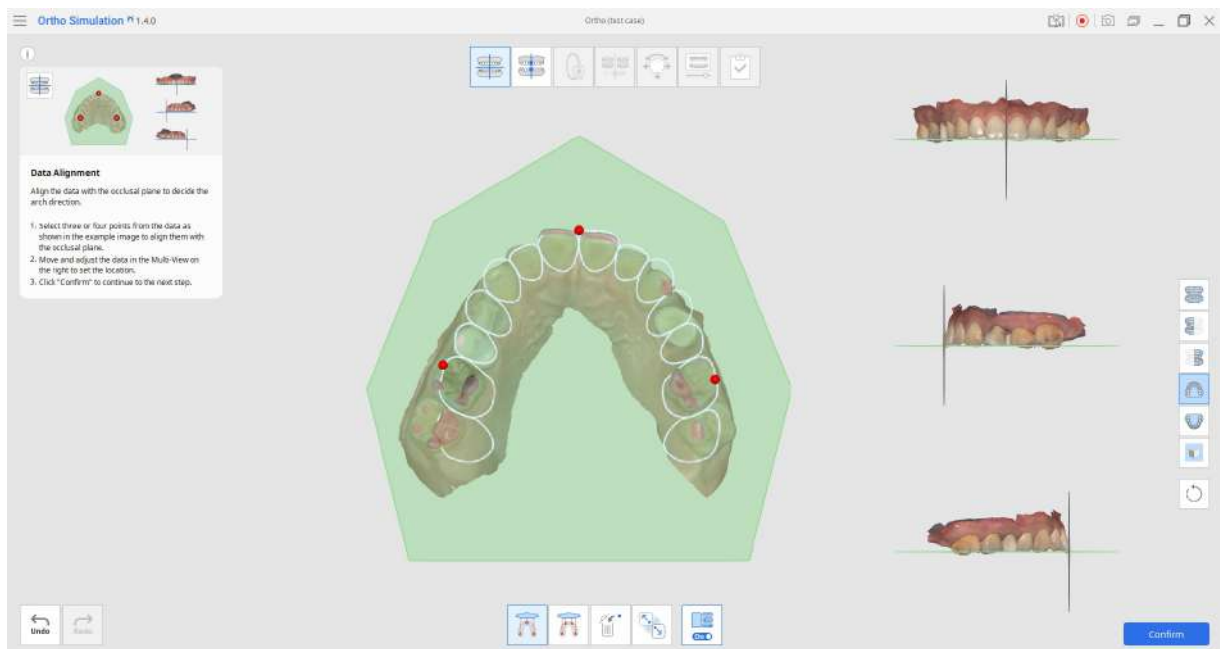 Ortho Simulation 1.4.0
Ortho (test case)
Data Alignment
Align the data with the occlusal plane to decide the
arch direction.
1. Select three or four points from the data as
shown in the example image to align them with
the occlusal plane.
2. Move and adjust the data in the Multi-View on
the right to set the location.
3. Click "Confirm" to continue to the next step.
Undo
Redo
On
Confirm